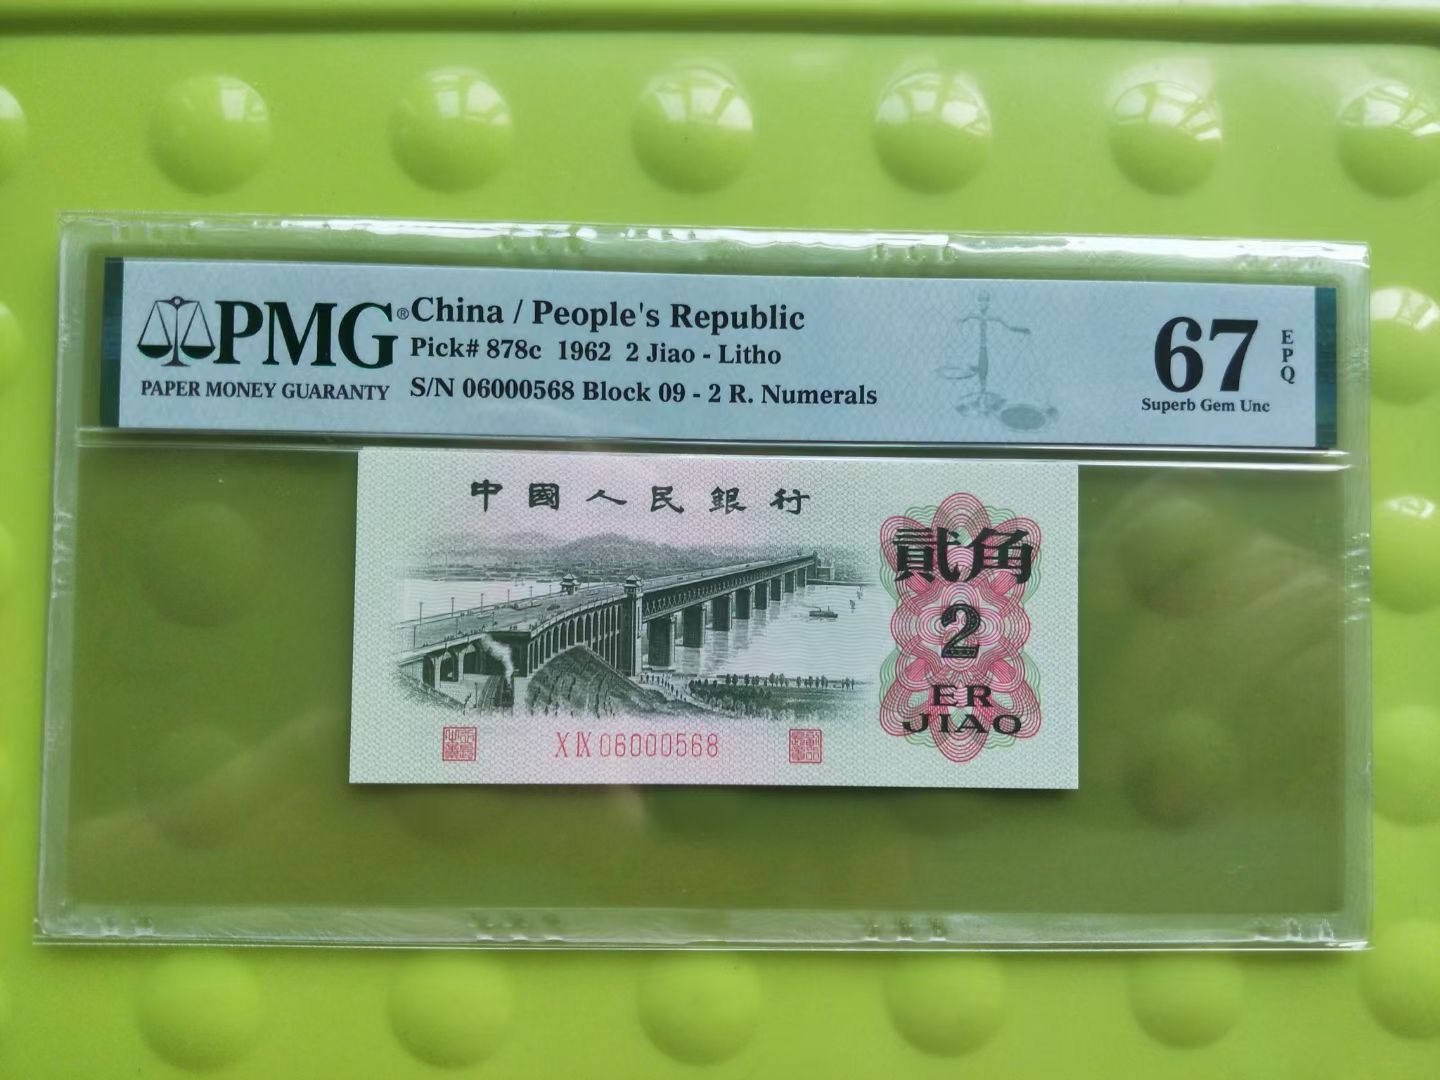 PMG®
PAPER MONEY GUARANTY
China / People's Republic
Pick# 878c 1962 2 Jiao - Litho
S/N 06000568 Block 09 - 2 R. Numerals
67 EPQ
Superb Gem Unc
中國人民銀行
貳角
2
ER
JIAO
X IX 06000568